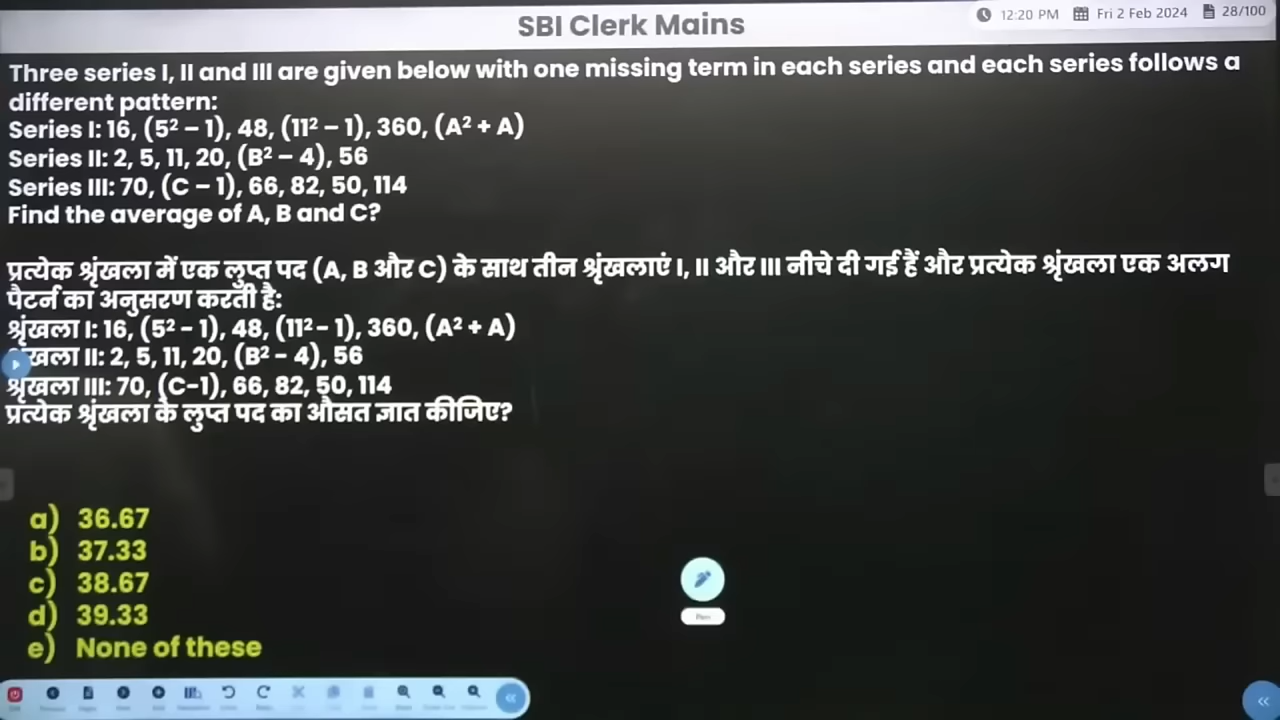 SBI Clerk Mains
12:20 PM Fri 2 Feb 2024 28/100
Three series I, II and III are given below with one missing term in each series and each series follows a
different pattern:
Series I: 16, (5² – 1), 48, (11² – 1), 360, (A² + A)
Series II: 2, 5, 11, 20, (B² – 4), 56
Series III: 70, (C – 1), 66, 82, 50, 114
Find the average of A, B and C?
प्रत्येक श्रृंखला में एक लुप्त पद (A, B और C) के साथ तीन श्रृंखलाएं I, II और III नीचे दी गई हैं और प्रत्येक श्रृंखला एक अलग
पैटर्न का अनुसरण करती है:
श्रृंखला I: 16, (5² - 1), 48, (11² - 1), 360, (A² + A)
श्रृंखला II: 2, 5, 11, 20, (B² - 4), 56
श्रृंखला III: 70, (C-1), 66, 82, 50, 114
प्रत्येक श्रृंखला के लुप्त पद का औसत ज्ञात कीजिए?
a) 36.67
b) 37.33
c) 38.67
d) 39.33
e) None of these
Pen